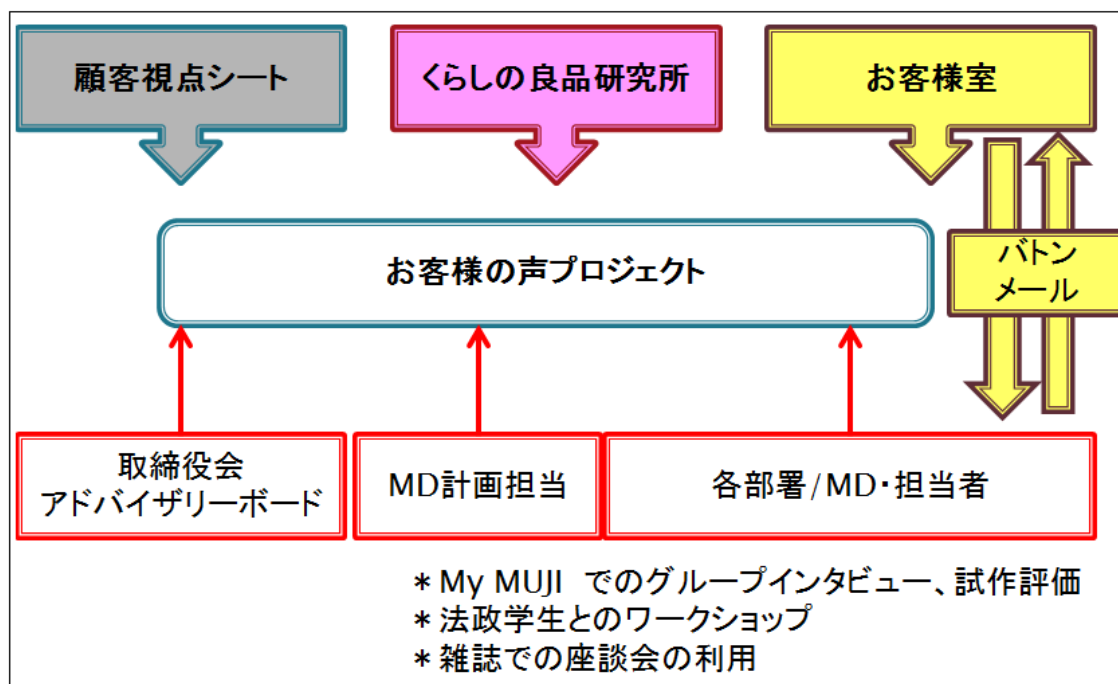 顧客視点シート
くらしの良品研究所
お客様室
お客様の声プロジェクト
バトン
メール
取締役会
アドバイザリーボード
MD計画担当
各部署/MD・担当者
＊My MUJI でのグループインタビュー、試作評価
＊法政学生とのワークショップ
＊雑誌での座談会の利用